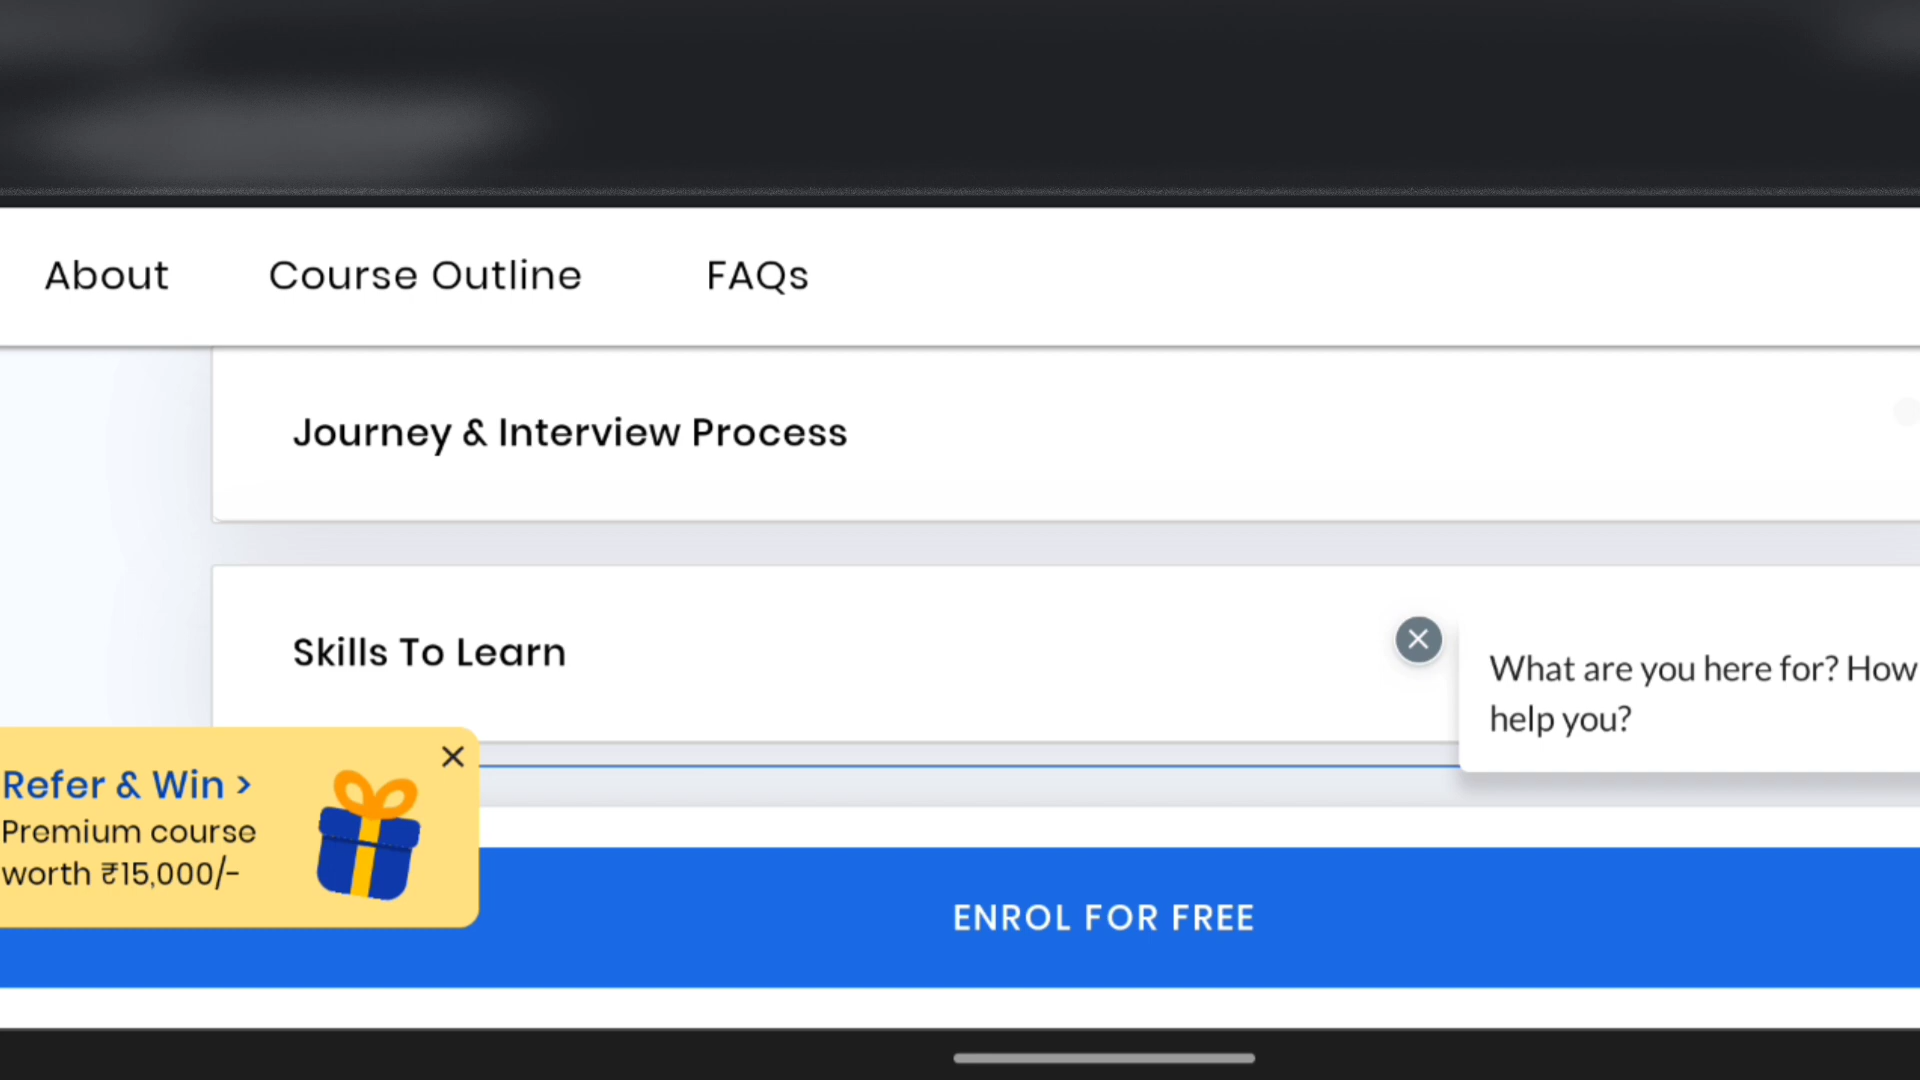 About Course Outline FAQs
Journey & Interview Process
Skills To Learn
What are you here for? How
help you?
Refer & Win >
Premium course
worth ₹15,000/-
ENROL FOR FREE